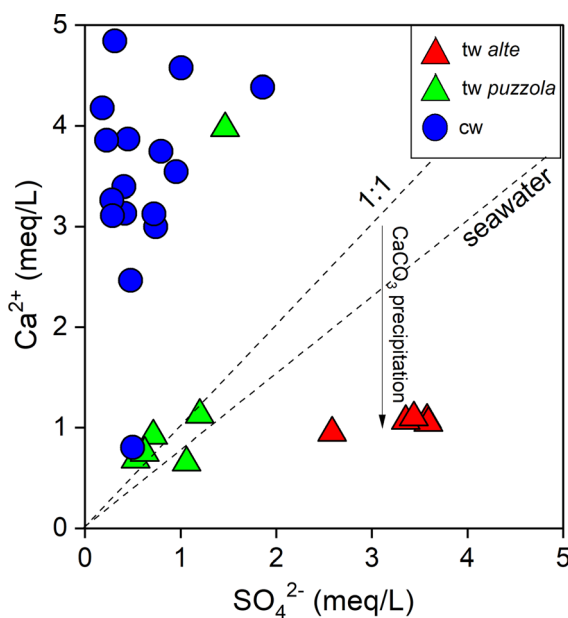 5
4
3
2
1
0
Ca²⁺ (meq/L)
tw alte
tw puzzola
cw
1:1
seawater
CaCO₃ precipitation
0 1 2 3 4 5
SO₄²⁻ (meq/L)